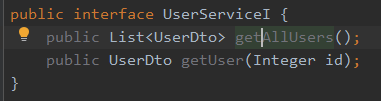 public interface UserServiceI {
public List<UserDto> getAllUsers();
public UserDto getUser(Integer id);
}